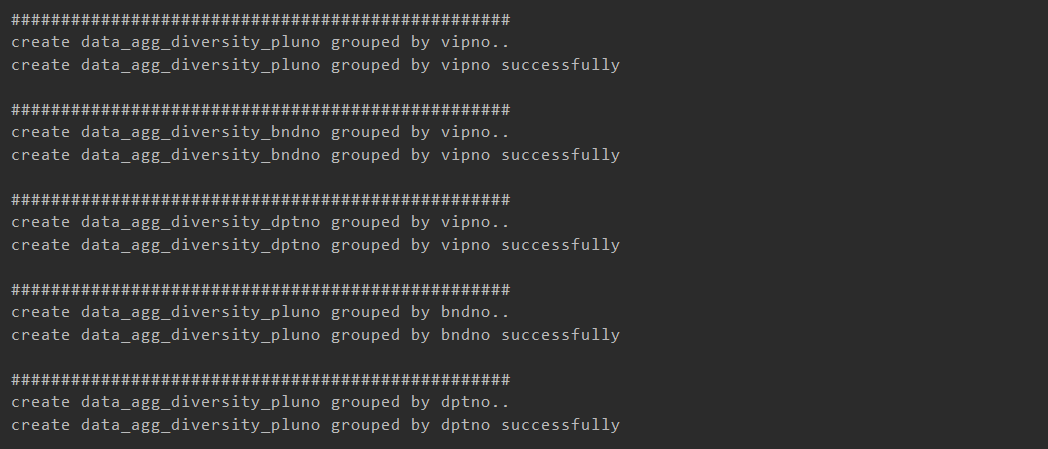 ##################################################
create data_agg_diversity_pluno grouped by vipno..
create data_agg_diversity_pluno grouped by vipno successfully
##################################################
create data_agg_diversity_bndno grouped by vipno..
create data_agg_diversity_bndno grouped by vipno successfully
##################################################
create data_agg_diversity_dptno grouped by vipno..
create data_agg_diversity_dptno grouped by vipno successfully
##################################################
create data_agg_diversity_pluno grouped by bndno..
create data_agg_diversity_pluno grouped by bndno successfully
##################################################
create data_agg_diversity_pluno grouped by dptno..
create data_agg_diversity_pluno grouped by dptno successfully